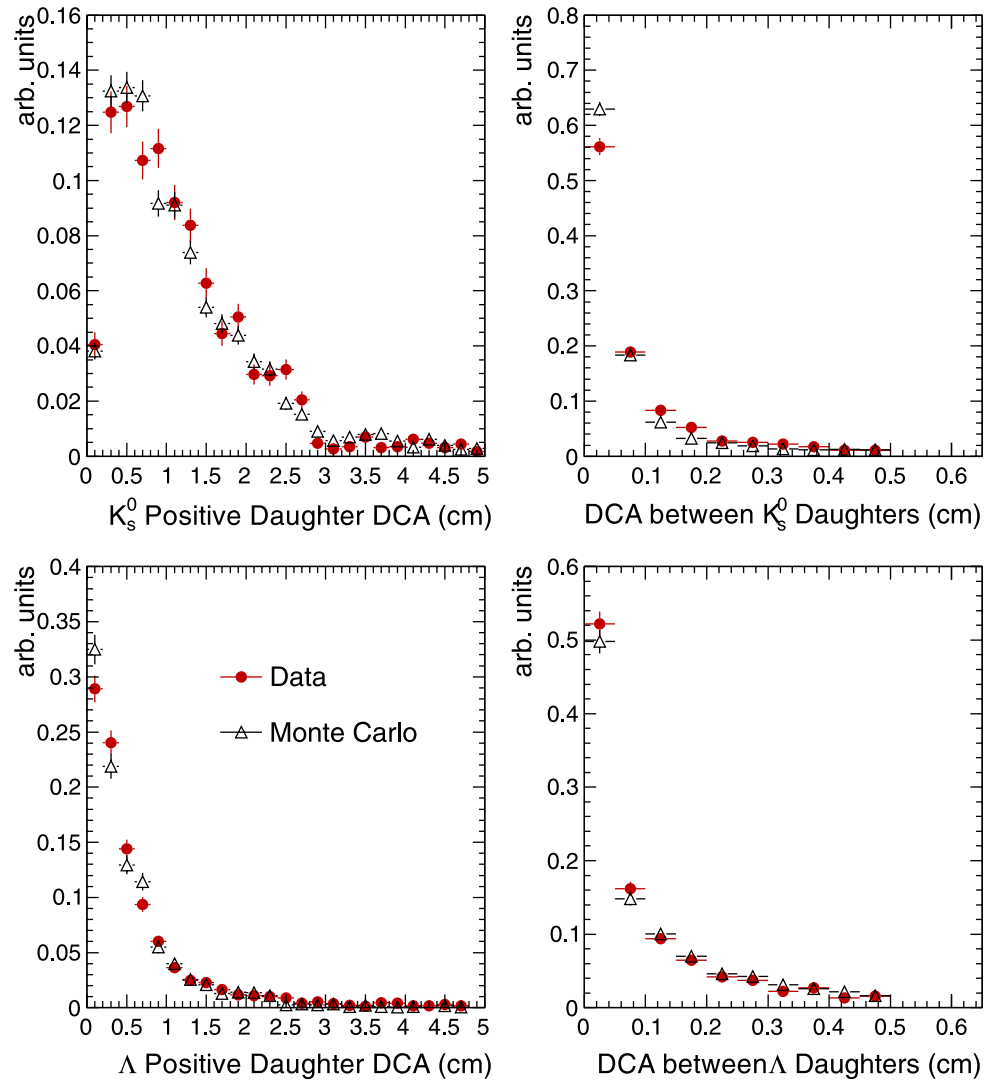 arb. units
0.16
0.14
0.12
0.1
0.08
0.06
0.04
0.02
0
0 0.5 1 1.5 2 2.5 3 3.5 4 4.5 5
K⁰ₛ Positive Daughter DCA (cm)
arb. units
0.8
0.7
0.6
0.5
0.4
0.3
0.2
0.1
0
0 0.1 0.2 0.3 0.4 0.5 0.6
DCA between K⁰ₛ Daughters (cm)
arb. units
0.4
0.35
0.3
0.25
0.2
0.15
0.1
0.05
0
Data
Monte Carlo
0 0.5 1 1.5 2 2.5 3 3.5 4 4.5 5
Λ Positive Daughter DCA (cm)
arb. units
0.6
0.5
0.4
0.3
0.2
0.1
0
0 0.1 0.2 0.3 0.4 0.5 0.6
DCA between Λ Daughters (cm)